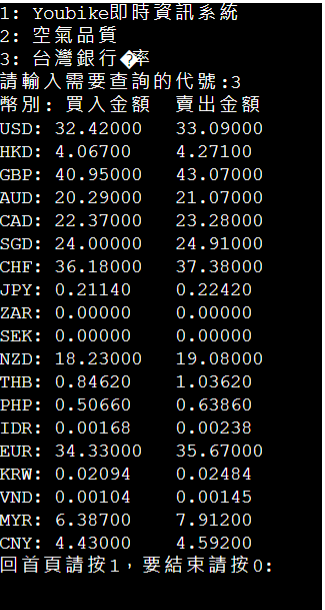 1: Youbike即時資訊系統
2: 空氣品質
3: 台灣銀行�率
請輸入需要查詢的代號:3
幣別: 買入金額  賣出金額
USD: 32.42000   33.09000
HKD: 4.06700    4.27100
GBP: 40.95000   43.07000
AUD: 20.29000   21.07000
CAD: 22.37000   23.28000
SGD: 24.00000   24.91000
CHF: 36.18000   37.38000
JPY: 0.21140    0.22420
ZAR: 0.00000    0.00000
SEK: 0.00000    0.00000
NZD: 18.23000   19.08000
THB: 0.84620    1.03620
PHP: 0.50660    0.63860
IDR: 0.00168    0.00238
EUR: 34.33000   35.67000
KRW: 0.02094    0.02484
VND: 0.00104    0.00145
MYR: 6.38700    7.91200
CNY: 4.43000    4.59200
回首頁請按1，要結束請按0: